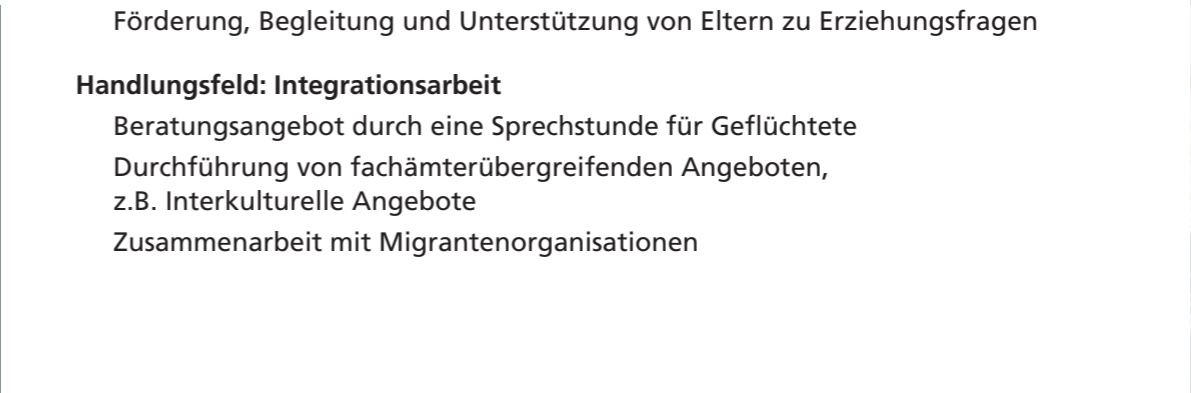 Förderung, Begleitung und Unterstützung von Eltern zu Erziehungsfragen
Handlungsfeld: Integrationsarbeit
Beratungsangebot durch eine Sprechstunde für Geflüchtete
Durchführung von fachämterübergreifenden Angeboten,
z.B. Interkulturelle Angebote
Zusammenarbeit mit Migrantenorganisationen